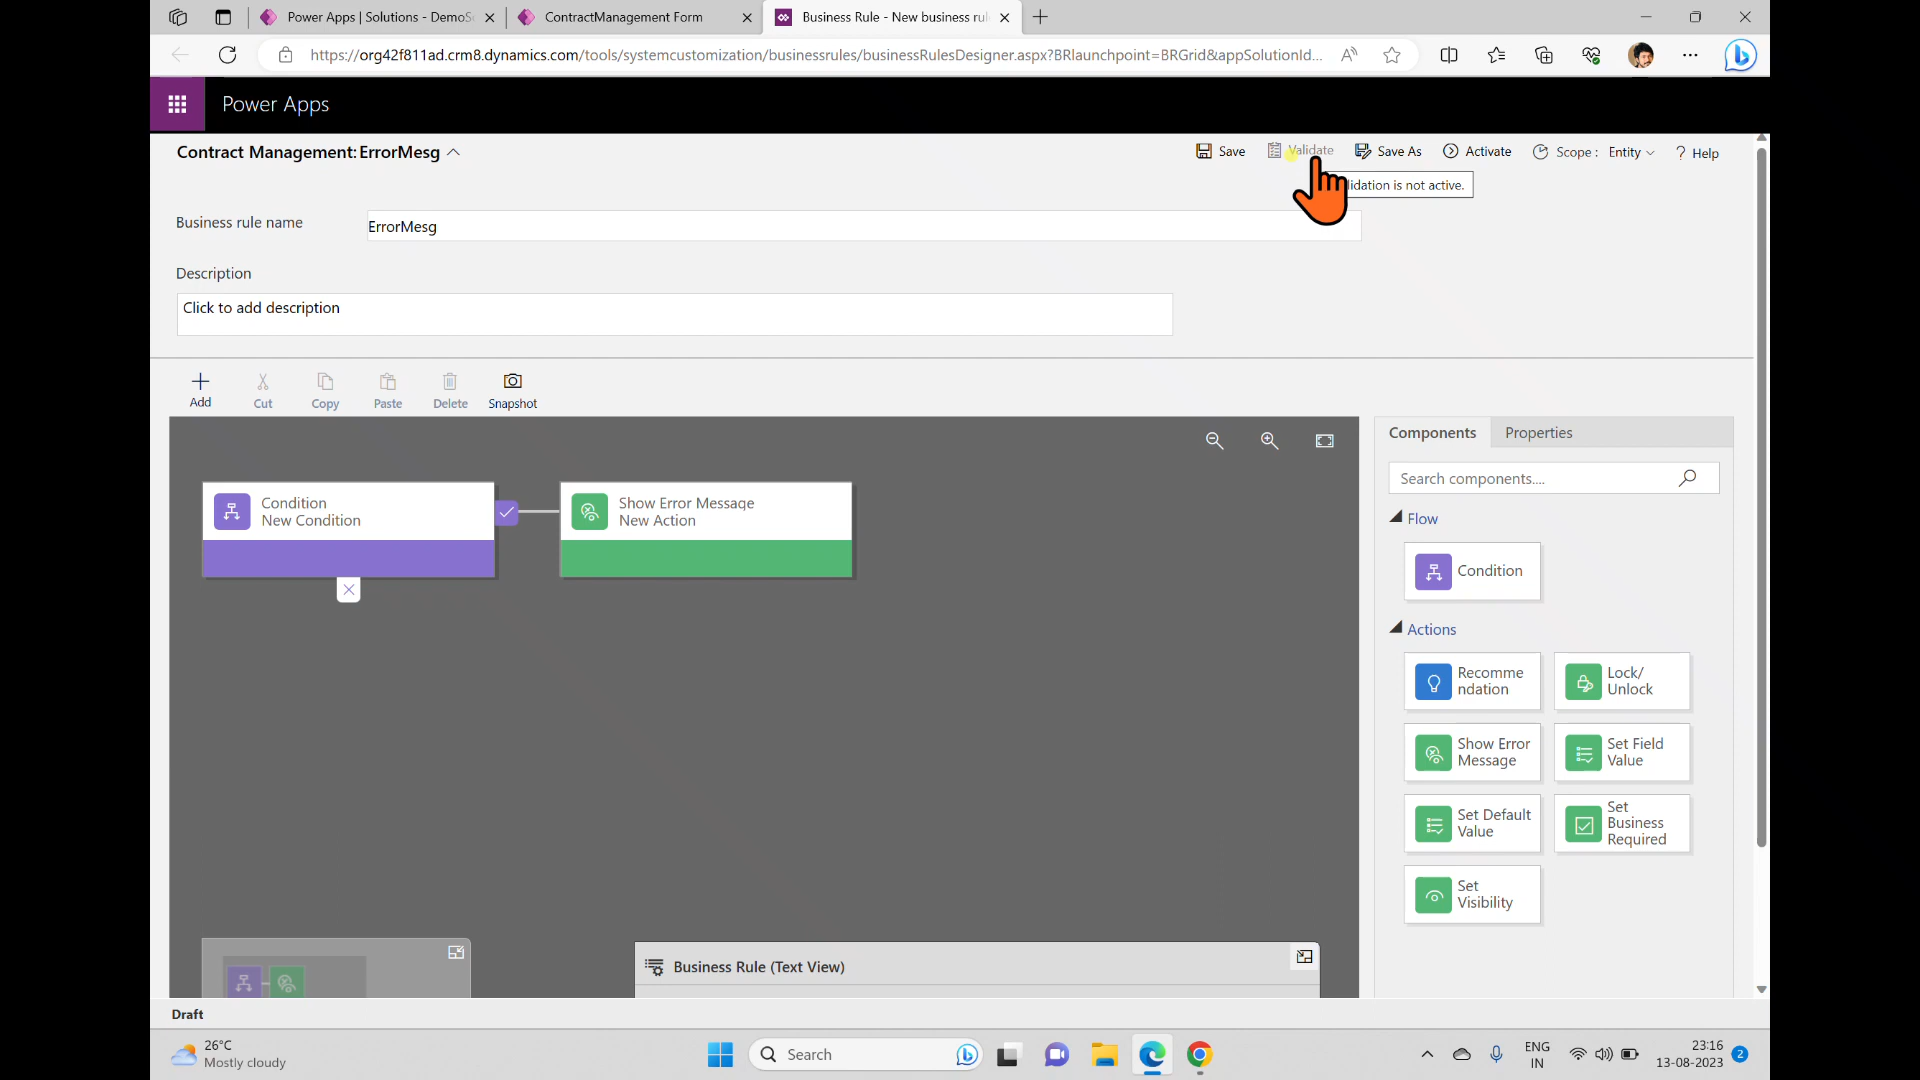 Power Apps | Solutions - DemoS
ContractManagement Form
Business Rule - New business rul
https://org42f811ad.crm8.dynamics.com/tools/systemcustomization/businessrules/businessRulesDesigner.aspx?BRlaunchpoint=BRGrid&appSolutionId...
Power Apps
Contract Management: ErrorMesg
Save
Validate
Save As
Activate
Scope :
Entity
? Help
lidation is not active.
Business rule name
ErrorMesg
Description
Click to add description
Add
Cut
Copy
Paste
Delete
Snapshot
Components
Properties
Search components....
Condition
New Condition
Show Error Message
New Action
Flow
Condition
Actions
Recomme
ndation
Lock/
Unlock
Show Error
Message
Set Field
Value
Set Default
Value
Set
Business
Required
Set
Visibility
Business Rule (Text View)
Draft
26°C
Mostly cloudy
Search
ENG
IN
23:16
13-08-2023
2